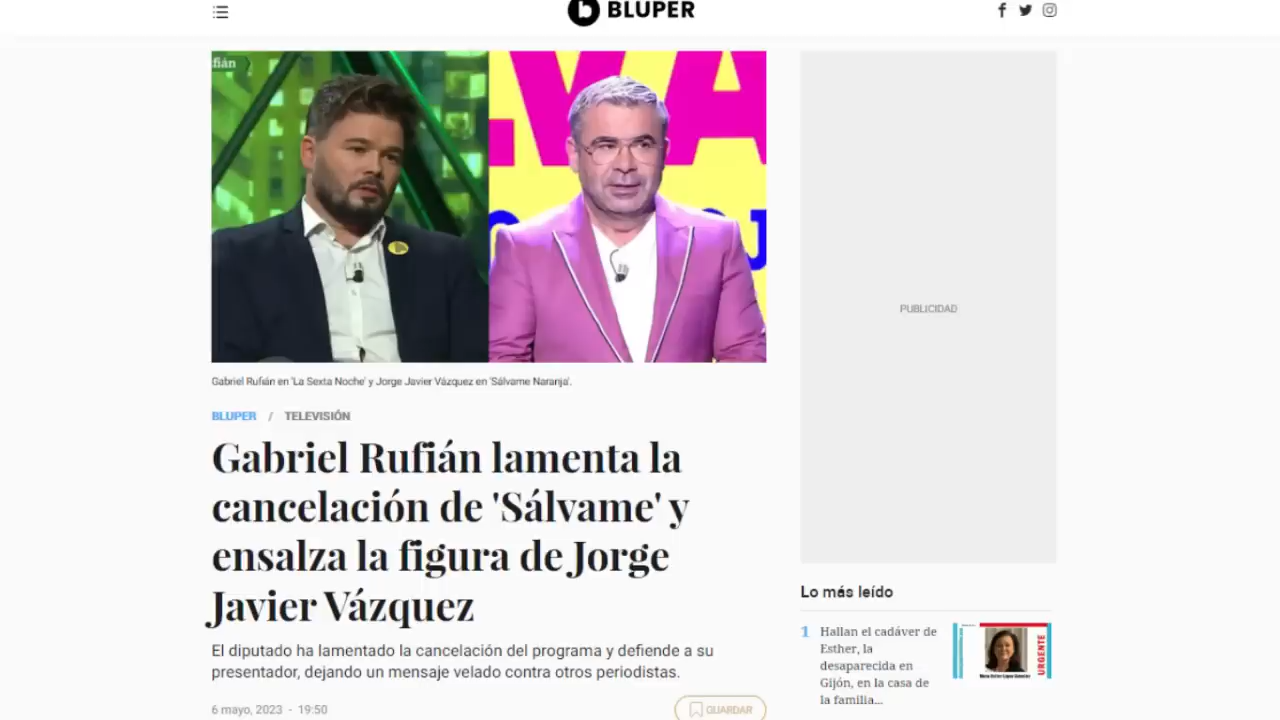 BLUPER
fián
LVA
Gabriel Rufián en 'La Sexta Noche' y Jorge Javier Vázquez en 'Sálvame Naranja'.
BLUPER / TELEVISIÓN
Gabriel Rufián lamenta la
cancelación de 'Sálvame' y
ensalza la figura de Jorge
Javier Vázquez
El diputado ha lamentado la cancelación del programa y defiende a su
presentador, dejando un mensaje velado contra otros periodistas.
6 mayo, 2023 - 19:50
GUARDAR
PUBLICIDAD
Lo más leído
1 Hallan el cadáver de
Esther, la
desaparecida en
Gijón, en la casa de
la familia...
URGENTE